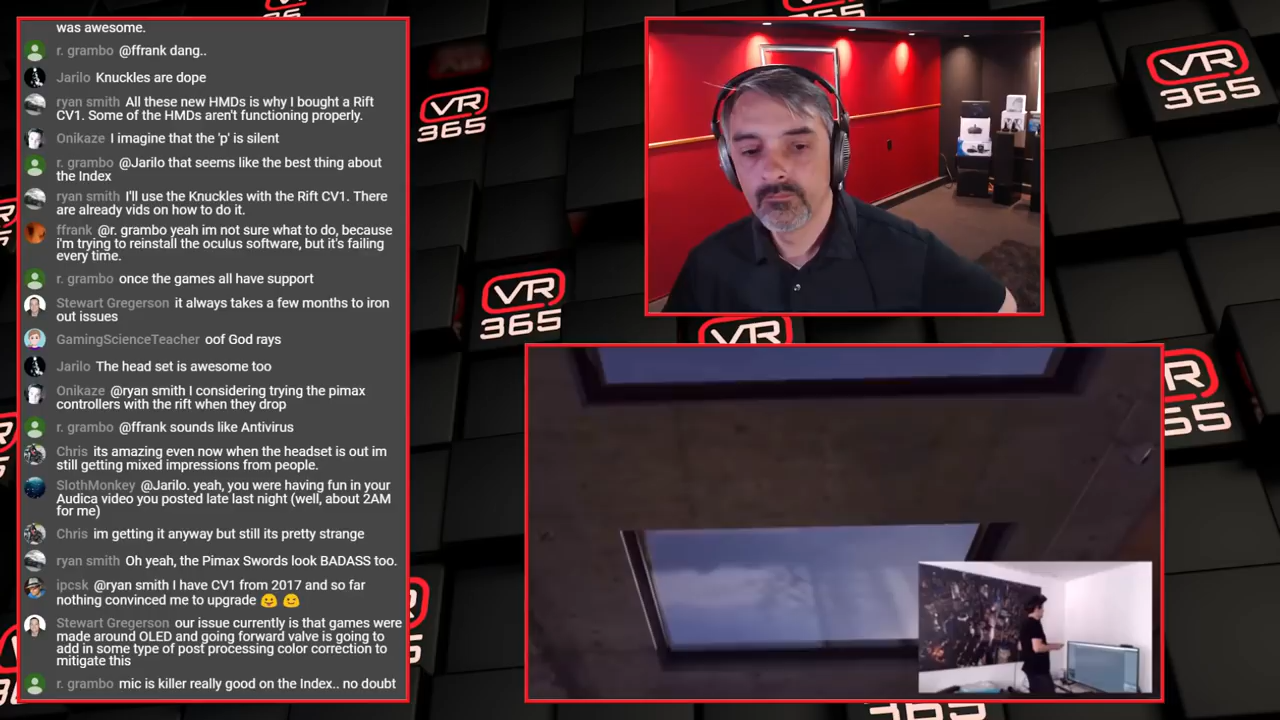 was awesome.
r. grambo @ffrank dang..
Jarilo Knuckles are dope
ryan smith All these new HMDs is why I bought a Rift
CV1. Some of the HMDs aren't functioning properly.
Onikaze I imagine that the 'p' is silent
r. grambo @Jarilo that seems like the best thing about
the Index
ryan smith I'll use the Knuckles with the Rift CV1. There
are already vids on how to do it.
ffrank @r. grambo yeah im not sure what to do, because
i'm trying to reinstall the oculus software, but it's failing
every time.
r. grambo once the games all have support
Stewart Gregerson it always takes a few months to iron
out issues
GamingScienceTeacher oof God rays
Jarilo The head set is awesome too
Onikaze @ryan smith I considering trying the pimax
controllers with the rift when they drop
r. grambo @ffrank sounds like Antivirus
Chris its amazing even now when the headset is out im
still getting mixed impressions from people.
SlothMonkey @Jarilo. yeah, you were having fun in your
Audica video you posted late last night (well, about 2AM
for me)
Chris im getting it anyway but still its pretty strange
ryan smith Oh yeah, the Pimax Swords look BADASS too.
ipcsk @ryan smith I have CV1 from 2017 and so far
nothing convinced me to upgrade 🤗 😉
Stewart Gregerson our issue currently is that games were
made around OLED and going forward valve is going to
add in some type of post processing color correction to
mitigate this
r. grambo mic is killer really good on the Index.. no doubt
VR
365
VR
365
VR
365
VR
R
65
365
365